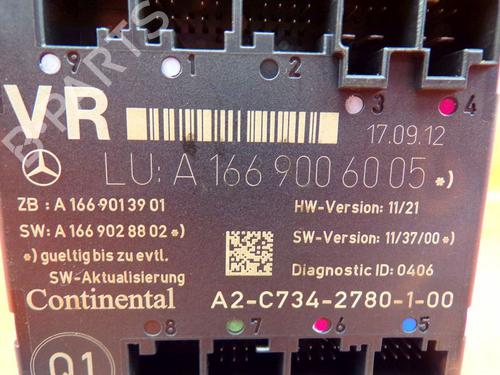 9 1 2
3 4
VR
17.09.12
LU: A 166 900 60 05 *)
ZB : A 166 901 39 01
HW-Version: 11/21
SW: A 166 902 88 02 *)
SW-Version: 11/37/00 *)
*) gueltig bis zu evtl.
SW-Aktualisierung
Diagnostic ID: 0406
Continental A2-C734-2780-1-00
8 7 6 5
Q1
B-PARTS